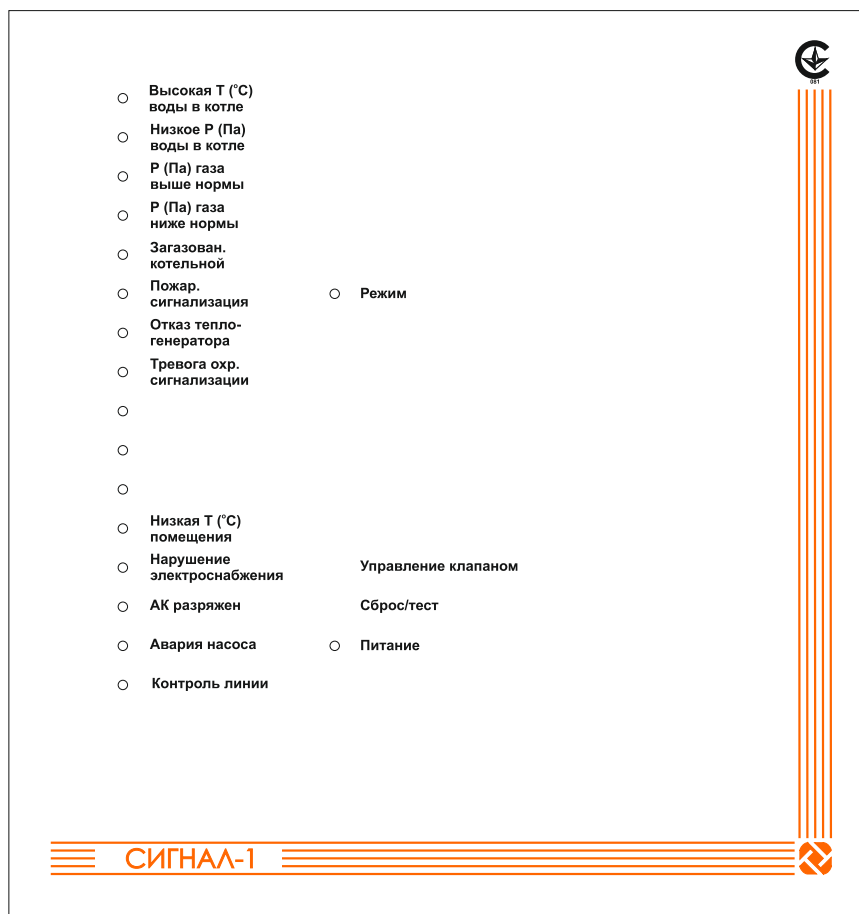 081
Высокая Т (°С)
воды в котле
Низкое Р (Па)
воды в котле
Р (Па) газа
выше нормы
Р (Па) газа
ниже нормы
Загазован.
котельной
Пожар.
сигнализация
Режим
Отказ тепло-
генератора
Тревога охр.
сигнализации
Низкая Т (°С)
помещения
Нарушение
электроснабжения
Управление клапаном
АК разряжен
Сброс/тест
Авария насоса
Питание
Контроль линии
СИГНАЛ-1